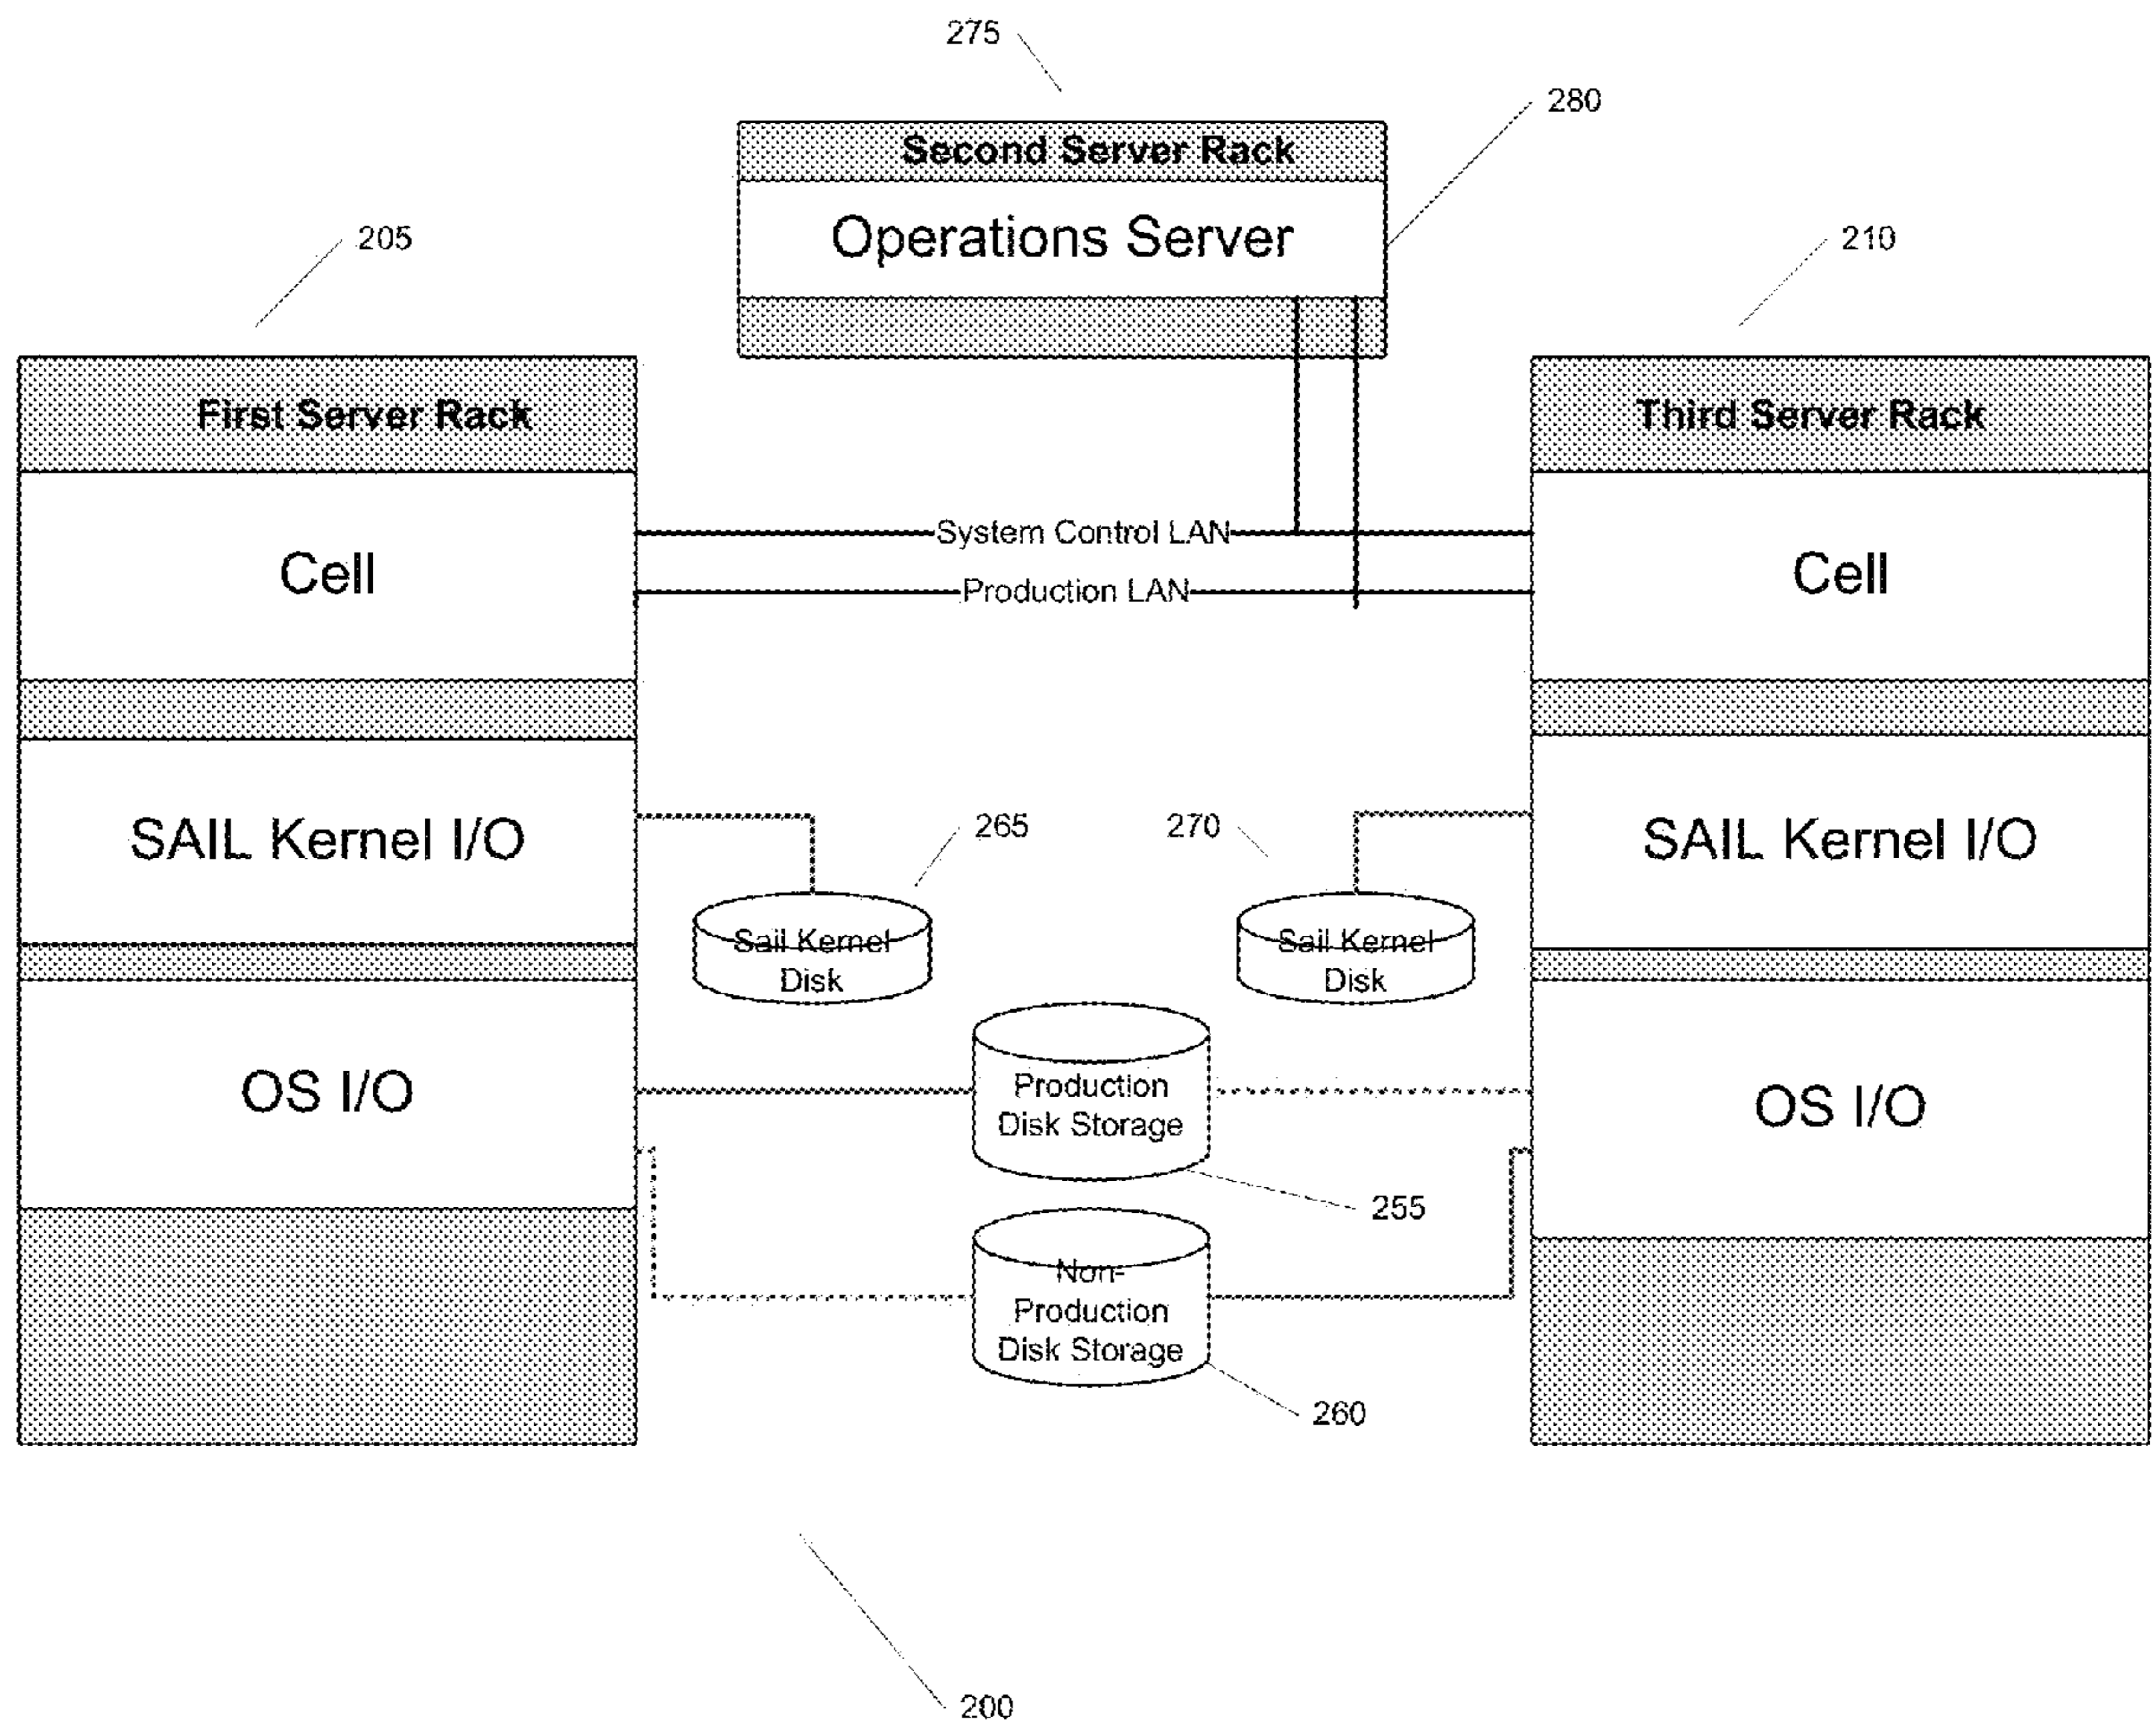 275
280
Second Server Rack
Operations Server
205
210
First Server Rack
Third Server Rack
System Control LAN
Cell
Cell
Production LAN
SAIL Kernel I/O
265
270
SAIL Kernel I/O
Sail Kernel
Disk
Sail Kernel
Disk
OS I/O
Production
Disk Storage
OS I/O
255
Non-
Production
Disk Storage
260
200